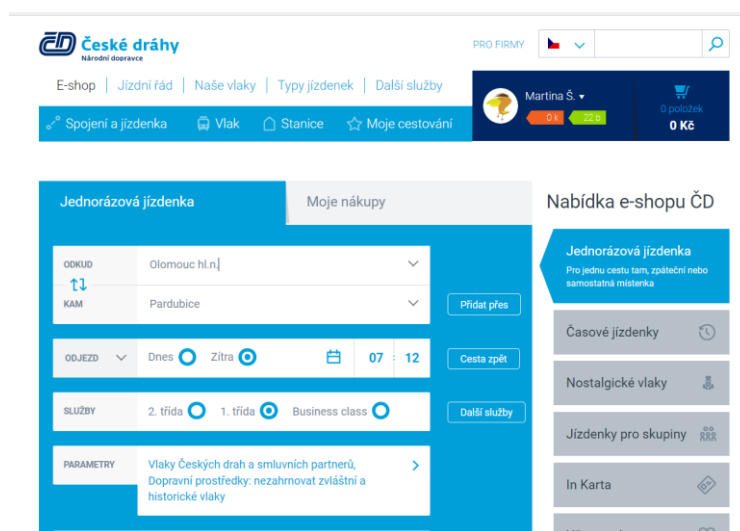 České dráhy
Národní dopravce
PRO FIRMY
E-shop Jízdní řád Naše vlaky Typy jízdenek Další služby
Martina Š.
0 k 22 b
0 položek
0 Kč
Spojení a jízdenka Vlak Stanice Moje cestování
Jednorázová jízdenka Moje nákupy
Nabídka e-shopu ČD
ODKUD Olomouc hl.n.
KAM Pardubice
Přidat přes
ODJEZD Dnes Zítra 07 : 12
Cesta zpět
SLUŽBY 2. třída 1. třída Business class
Další služby
PARAMETRY Vlaky Českých drah a smluvních partnerů,
Dopravní prostředky: nezahrnovat zvláštní a
historické vlaky
Jednorázová jízdenka
Pro jednu cestu tam, zpáteční nebo
samostatná místenka
Časové jízdenky
Nostalgické vlaky
Jízdenky pro skupiny
In Karta